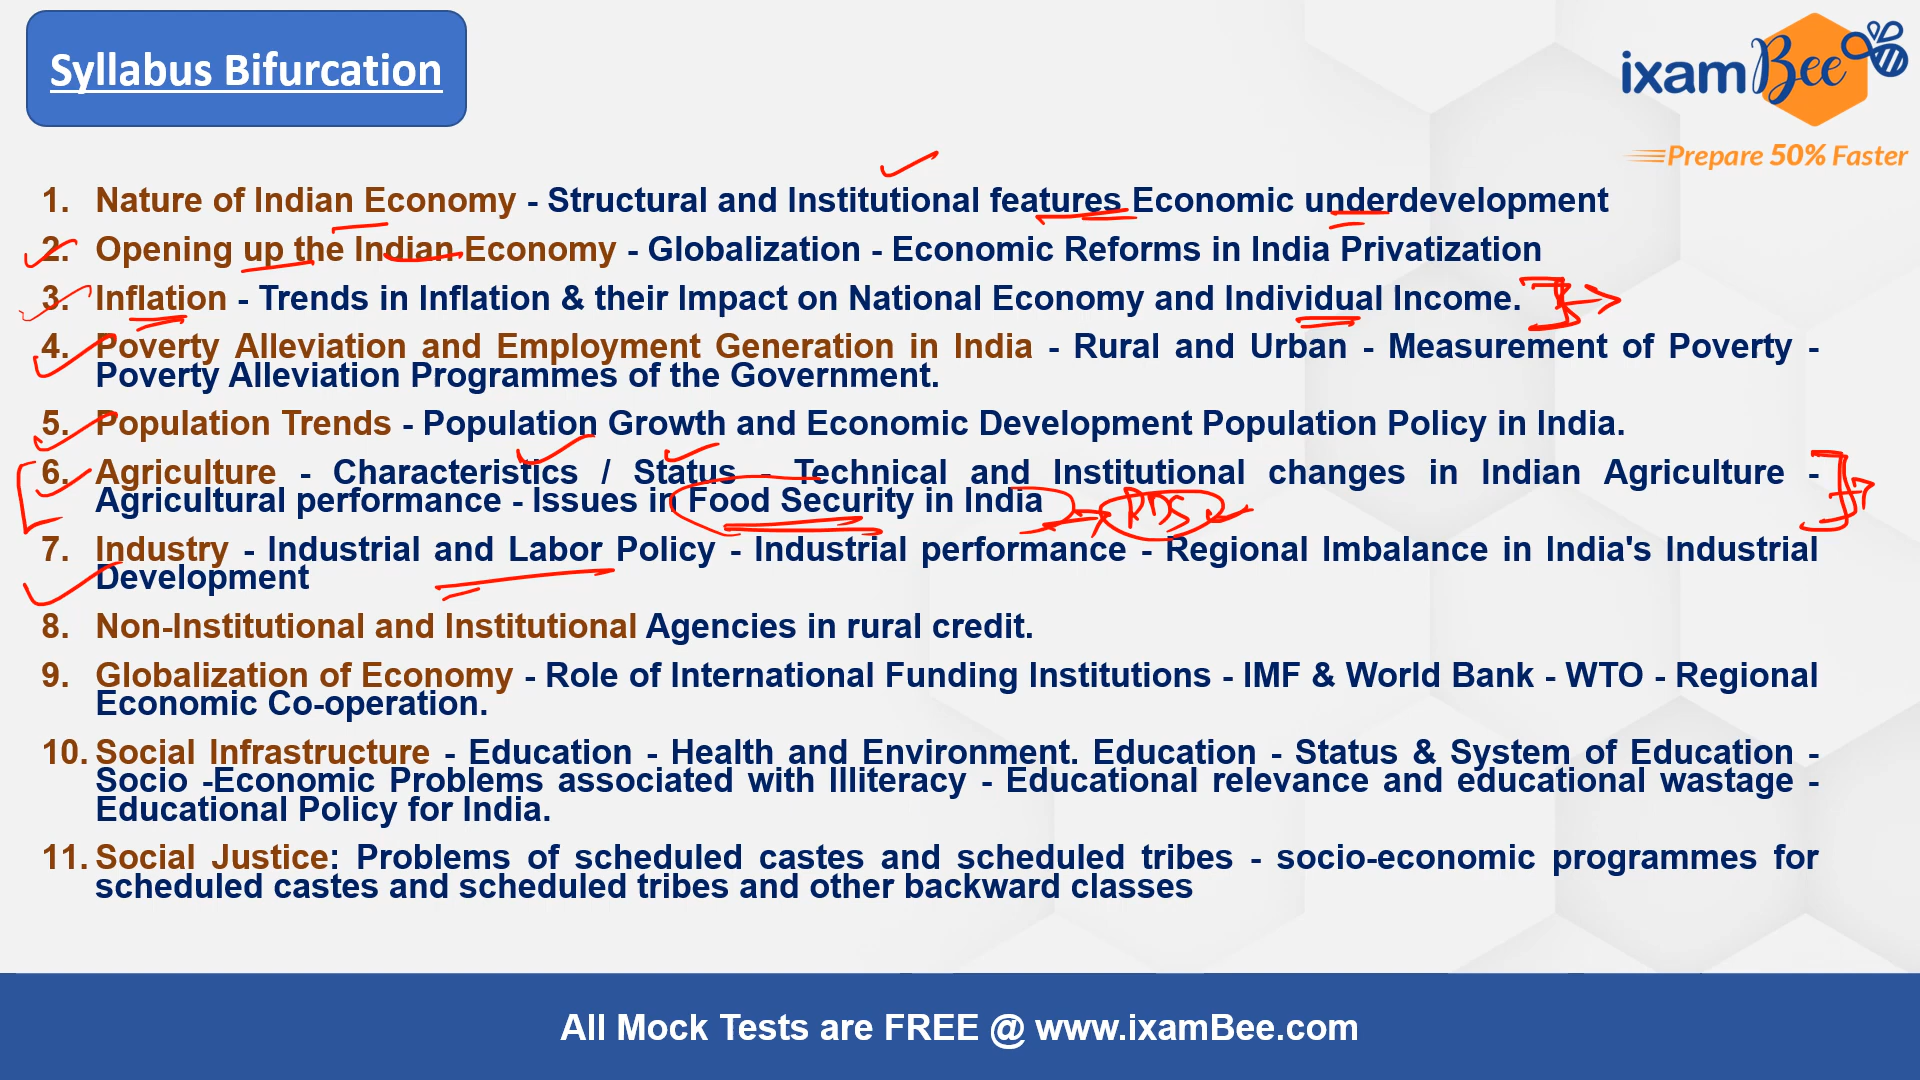 Syllabus Bifurcation
ixamBee
Prepare 50% Faster
1. Nature of Indian Economy - Structural and Institutional features Economic underdevelopment
2. Opening up the Indian Economy - Globalization - Economic Reforms in India Privatization
3. Inflation - Trends in Inflation & their Impact on National Economy and Individual Income.
4. Poverty Alleviation and Employment Generation in India - Rural and Urban - Measurement of Poverty -
Poverty Alleviation Programmes of the Government.
5. Population Trends - Population Growth and Economic Development Population Policy in India.
6. Agriculture - Characteristics / Status - Technical and Institutional changes in Indian Agriculture -
Agricultural performance - Issues in Food Security in India PDS
7. Industry - Industrial and Labor Policy - Industrial performance - Regional Imbalance in India's Industrial
Development
8. Non-Institutional and Institutional Agencies in rural credit.
9. Globalization of Economy - Role of International Funding Institutions - IMF & World Bank - WTO - Regional
Economic Co-operation.
10. Social Infrastructure - Education - Health and Environment. Education - Status & System of Education -
Socio -Economic Problems associated with Illiteracy - Educational relevance and educational wastage -
Educational Policy for India.
11. Social Justice: Problems of scheduled castes and scheduled tribes - socio-economic programmes for
scheduled castes and scheduled tribes and other backward classes
All Mock Tests are FREE @ www.ixamBee.com